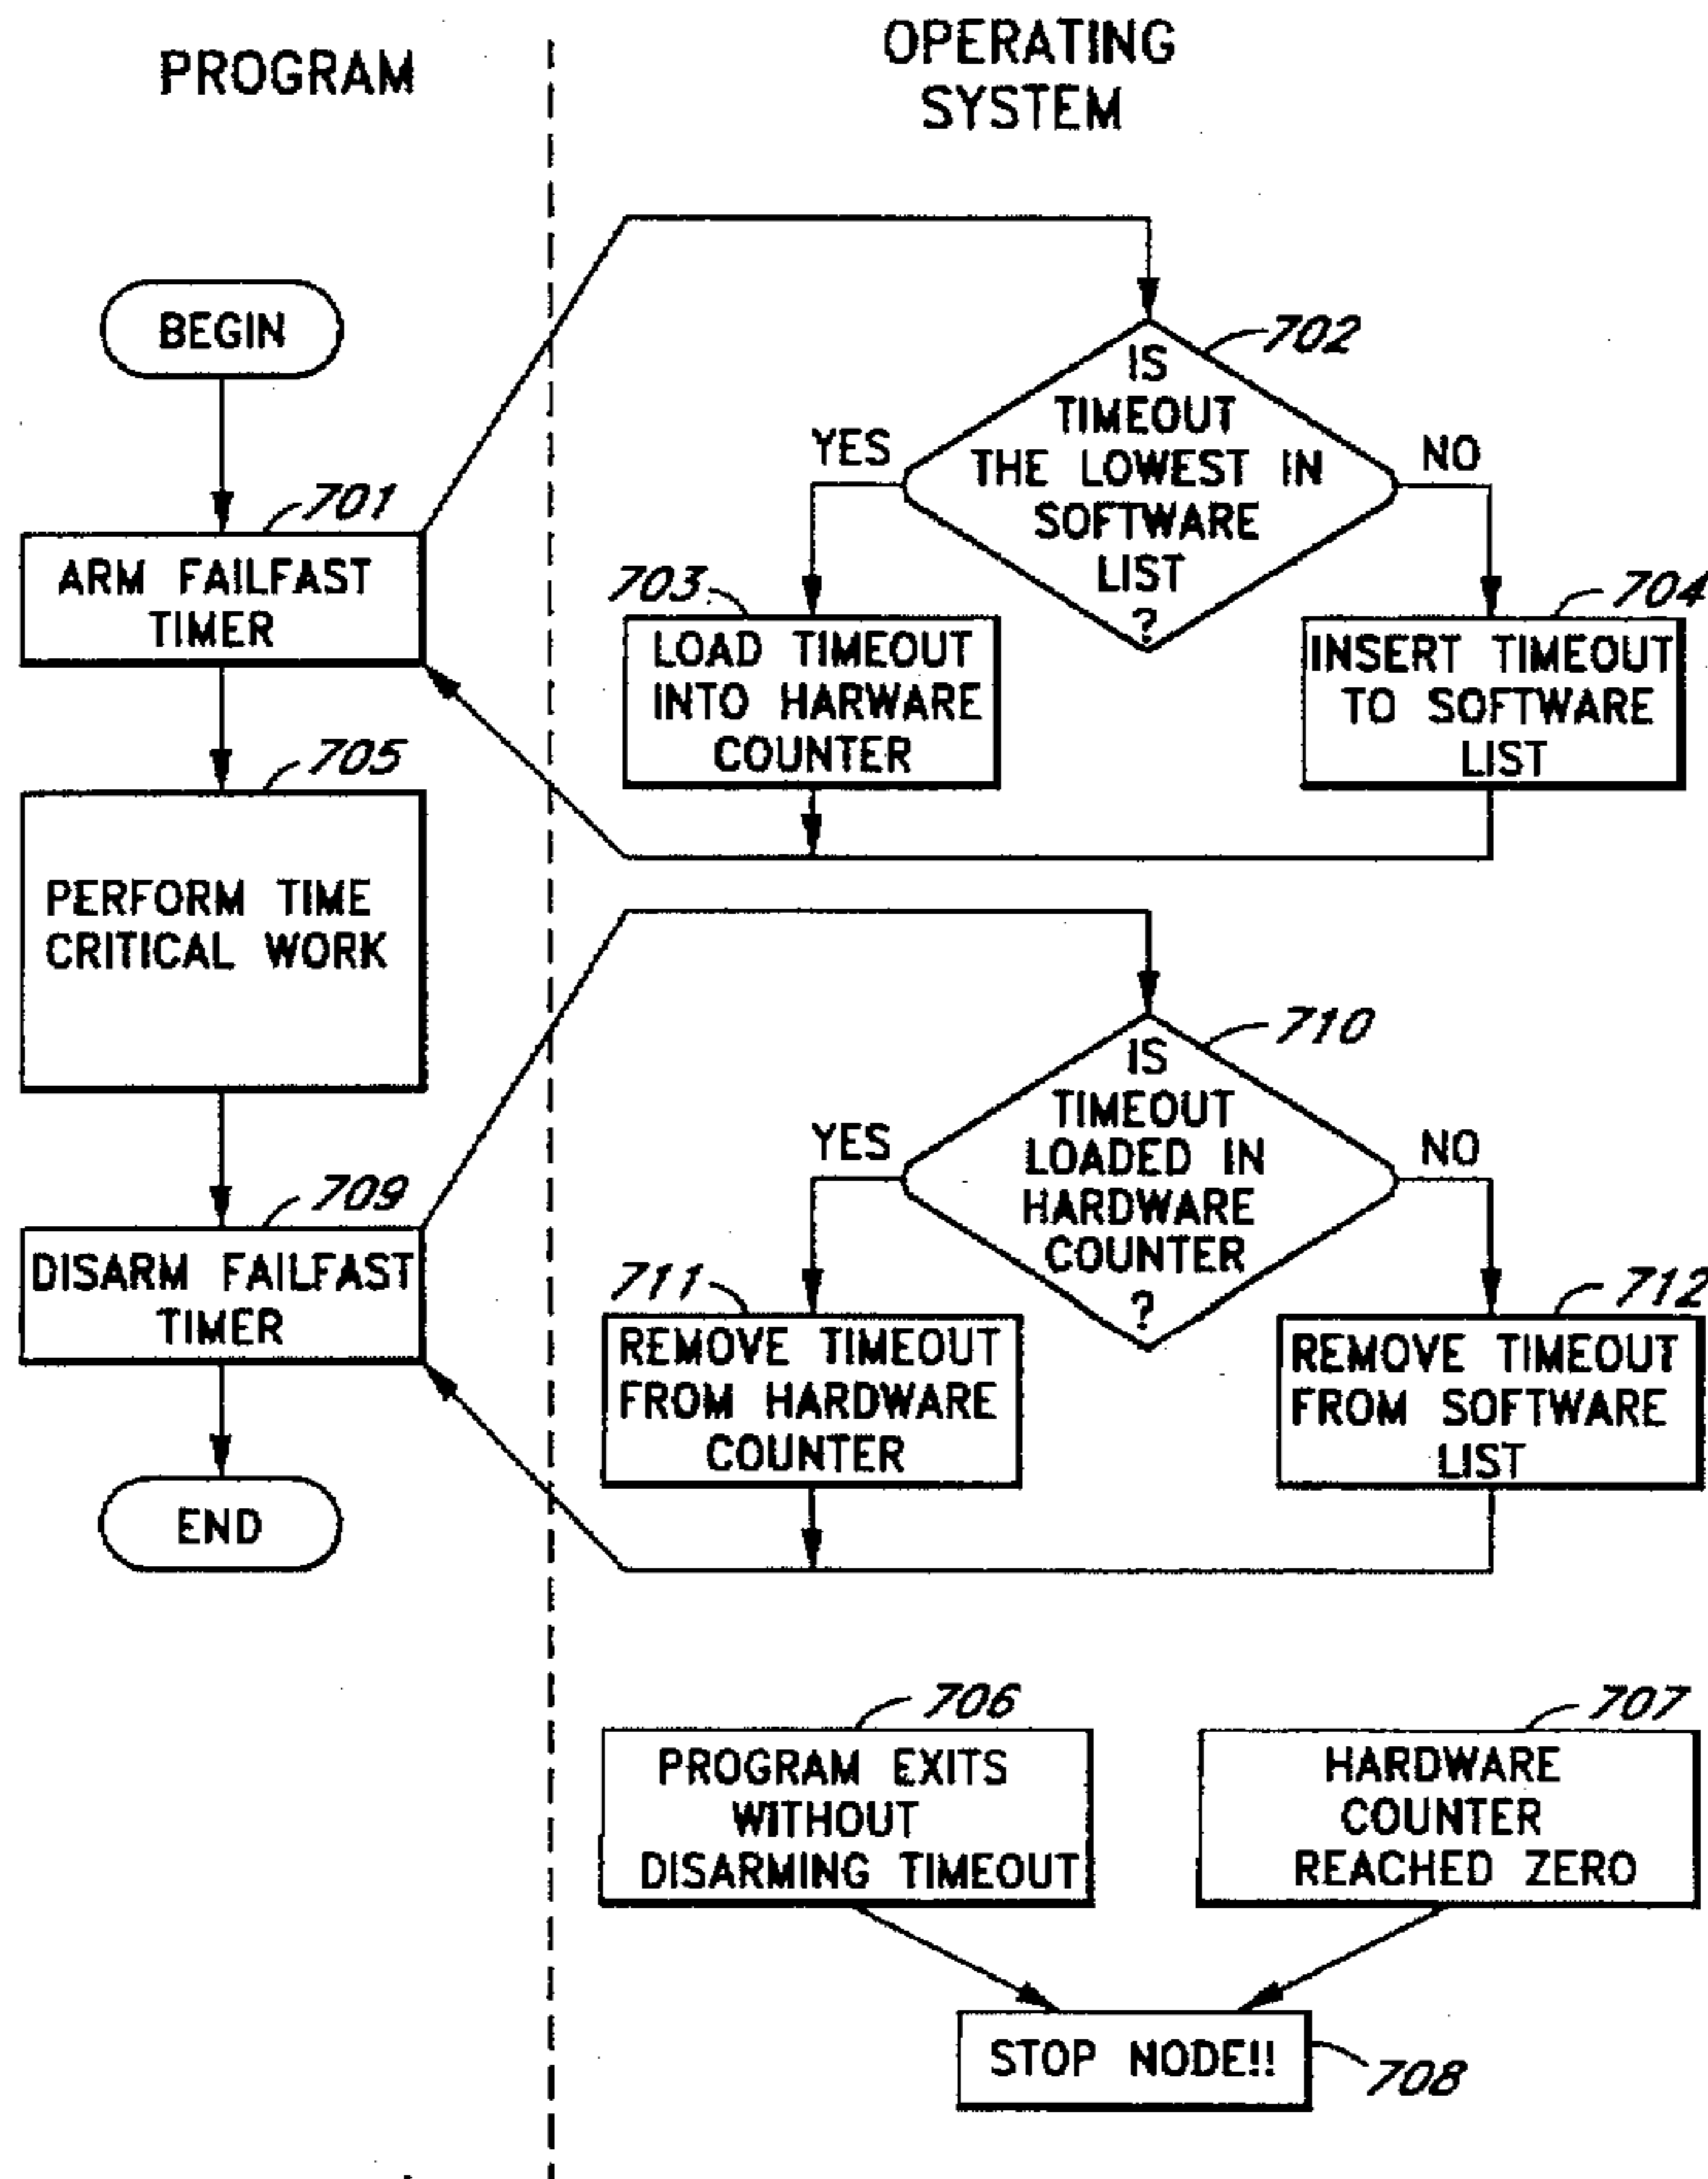 PROGRAM
OPERATING
SYSTEM
BEGIN
701
ARM FAILFAST
TIMER
702
IS
TIMEOUT
THE LOWEST IN
SOFTWARE
LIST
?
YES
NO
703
LOAD TIMEOUT
INTO HARWARE
COUNTER
704
INSERT TIMEOUT
TO SOFTWARE
LIST
705
PERFORM TIME
CRITICAL WORK
709
DISARM FAILFAST
TIMER
END
710
IS
TIMEOUT
LOADED IN
HARDWARE
COUNTER
?
YES
NO
711
REMOVE TIMEOUT
FROM HARDWARE
COUNTER
712
REMOVE TIMEOUT
FROM SOFTWARE
LIST
706
PROGRAM EXITS
WITHOUT
DISARMING TIMEOUT
707
HARDWARE
COUNTER
REACHED ZERO
STOP NODE!!
708